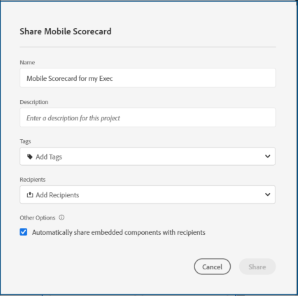 Share Mobile Scorecard
Name
Mobile Scorecard for my Exec
Description
Enter a description for this project
Tags
Add Tags
Recipients
Add Recipients
Other Options
Automatically share embedded components with recipients
Cancel Share